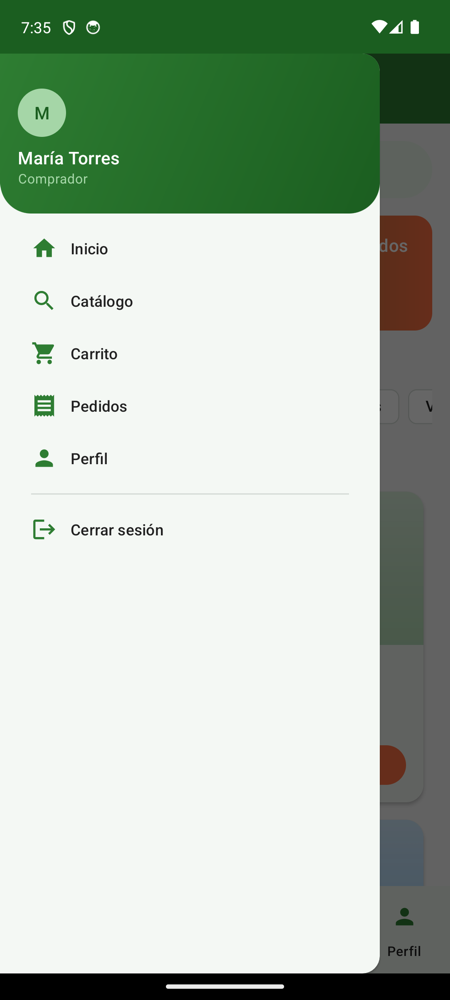 7:35
M
María Torres
Comprador
Inicio
Catálogo
Carrito
Pedidos
Perfil
Cerrar sesión
Perfil